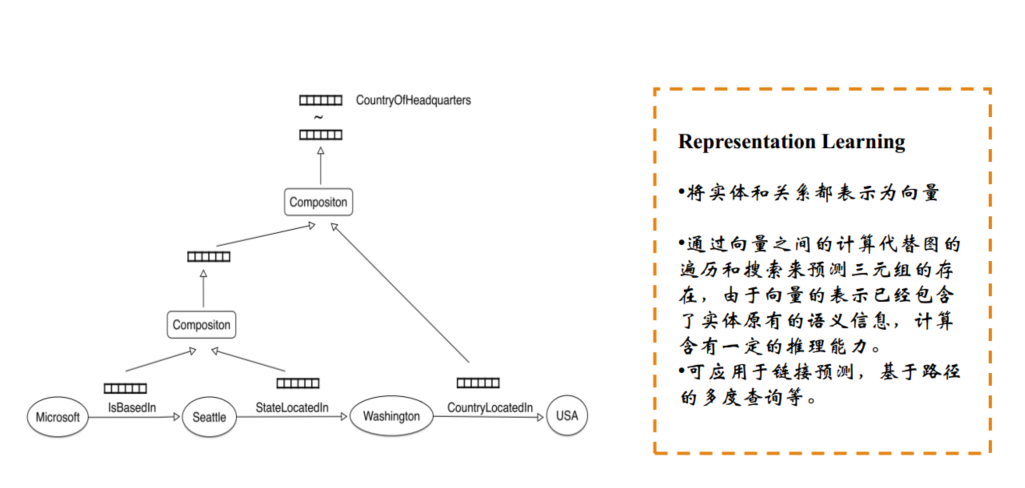 CountryOfHeadquarters
~
Compositon
Compositon
IsBasedIn
StateLocatedIn
CountryLocatedIn
Microsoft
Seattle
Washington
USA
Representation Learning
•将实体和关系都表示为向量
•通过向量之间的计算代替图的
遍历和搜索来预测三元组的存
在，由于向量的表示已经包含
了实体原有的语义信息，计算
含有一定的推理能力。
•可应用于链接预测，基于路径
的多度查询等。